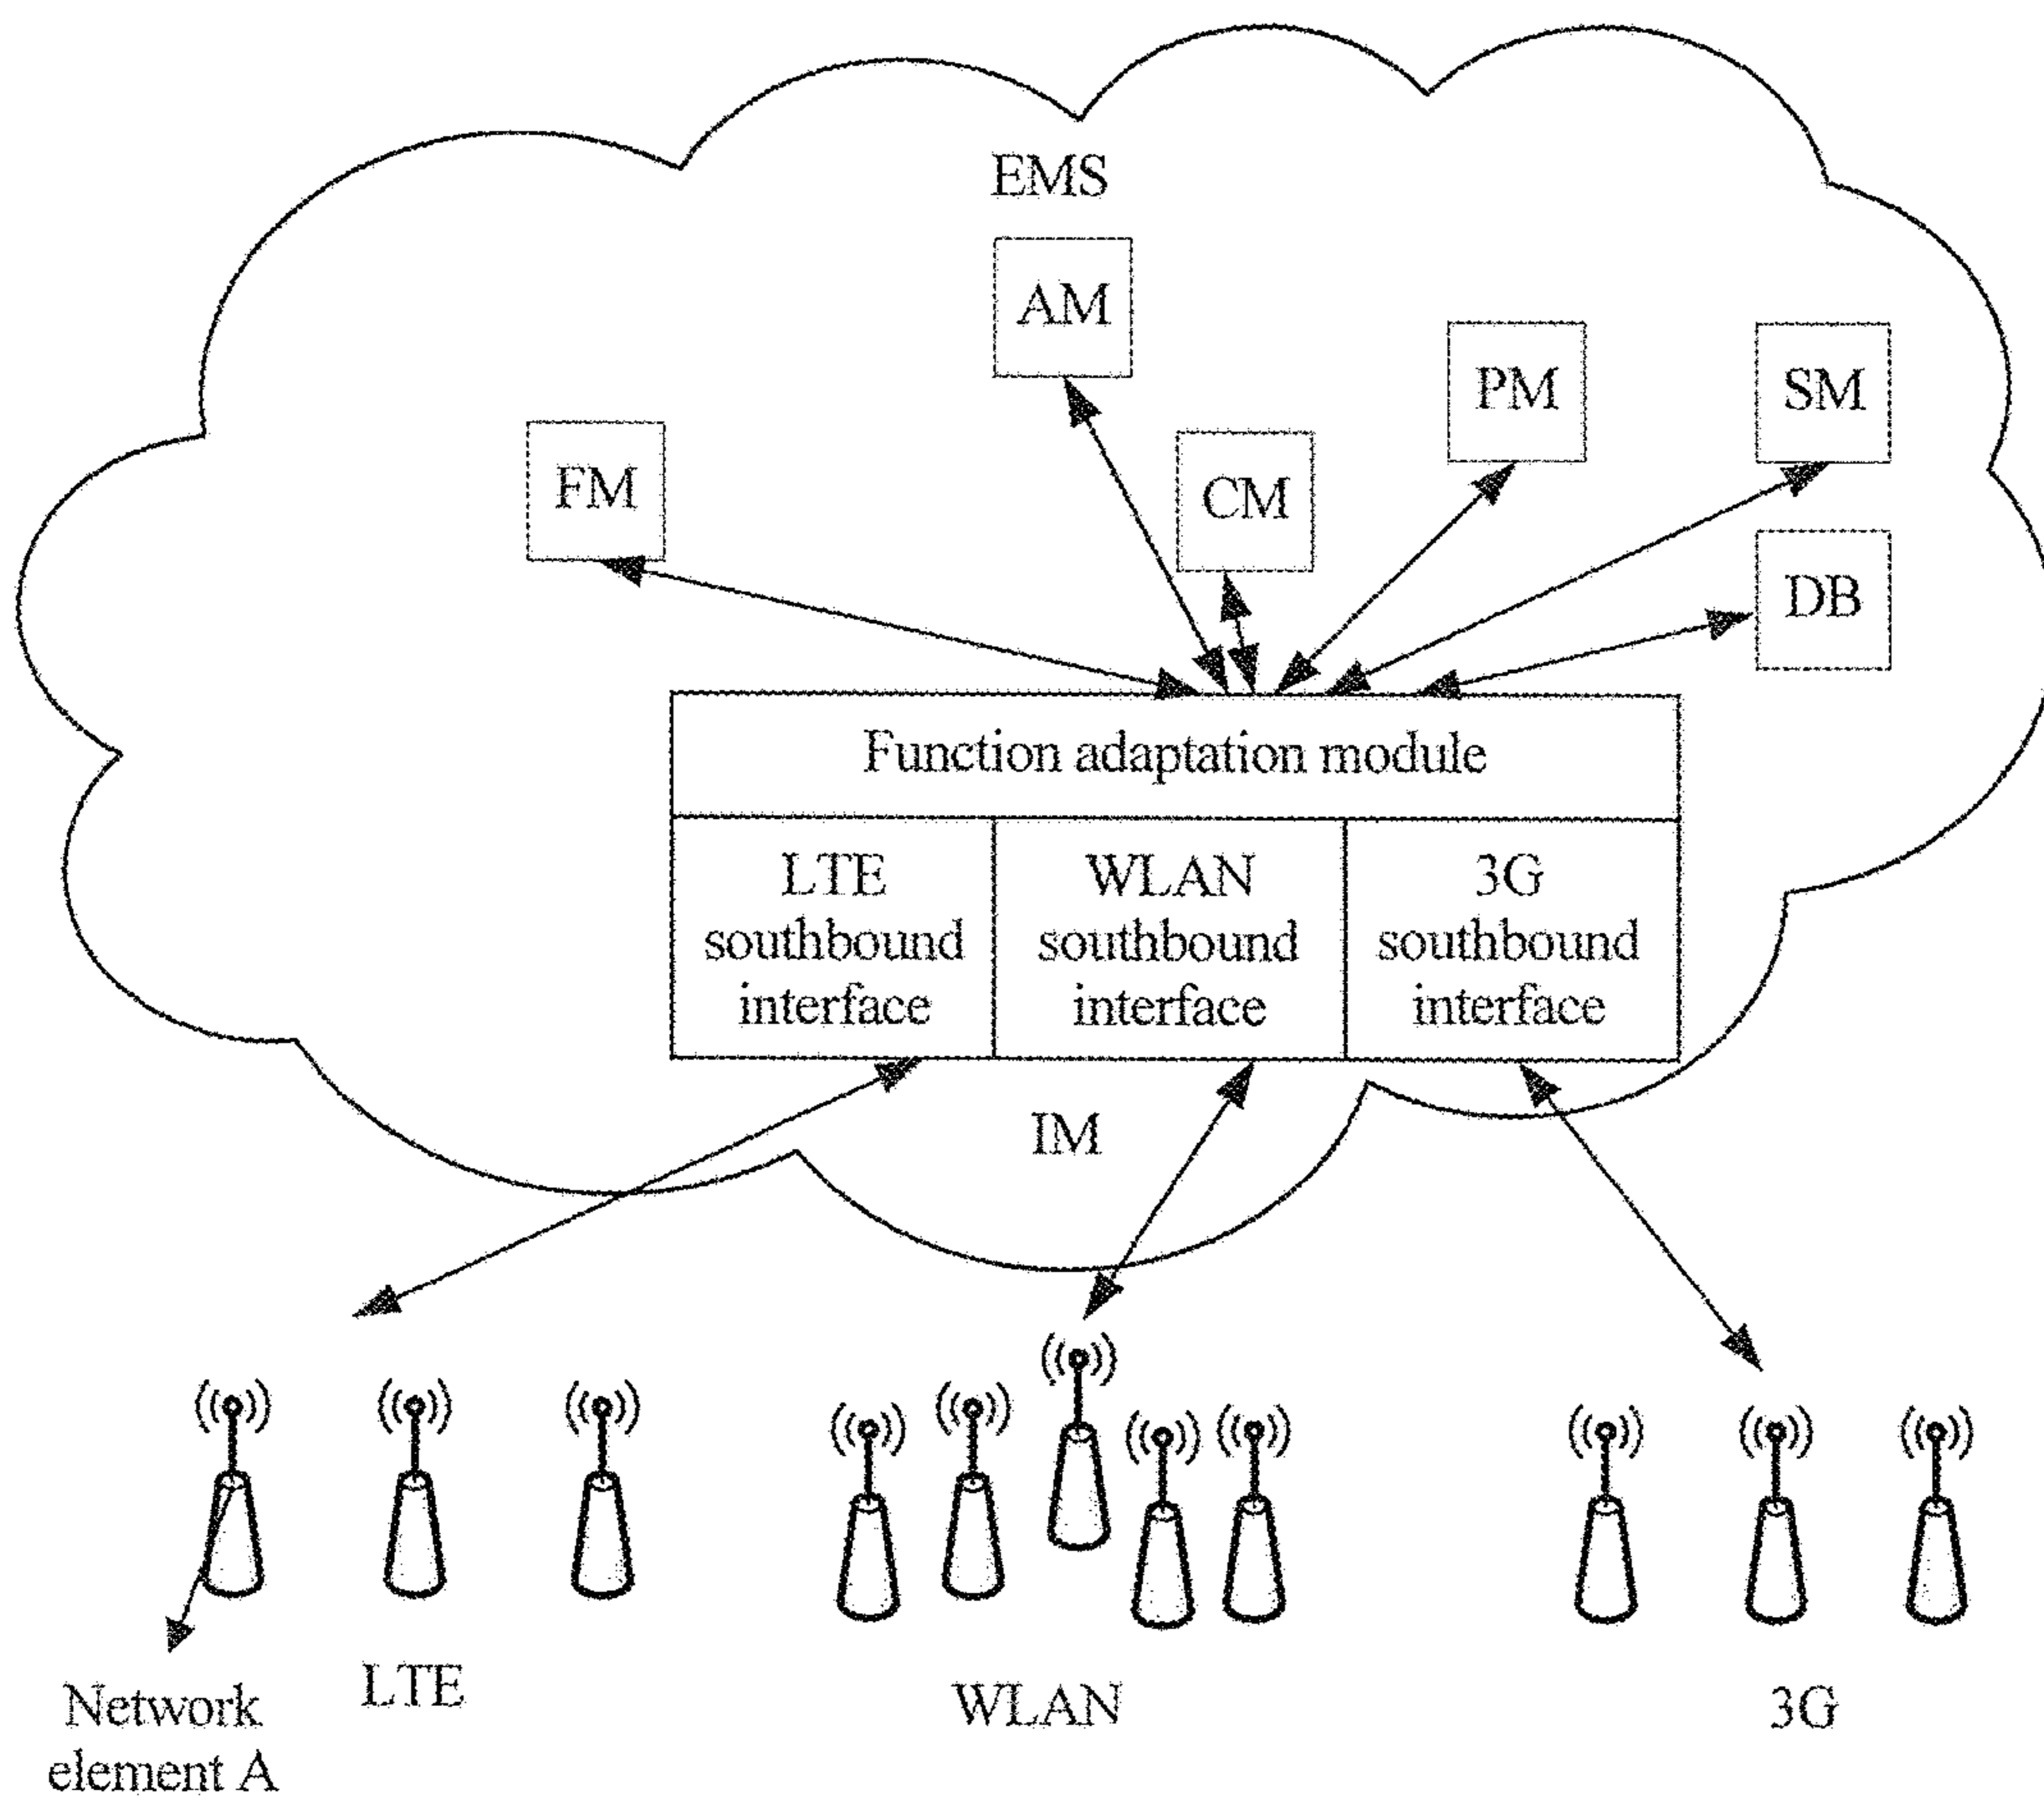 EMS
AM
PM
SM
FM
CM
DB
Function adaptation module
LTE
southbound
interface
WLAN
southbound
interface
3G
southbound
interface
IM
Network
element A
LTE
WLAN
3G